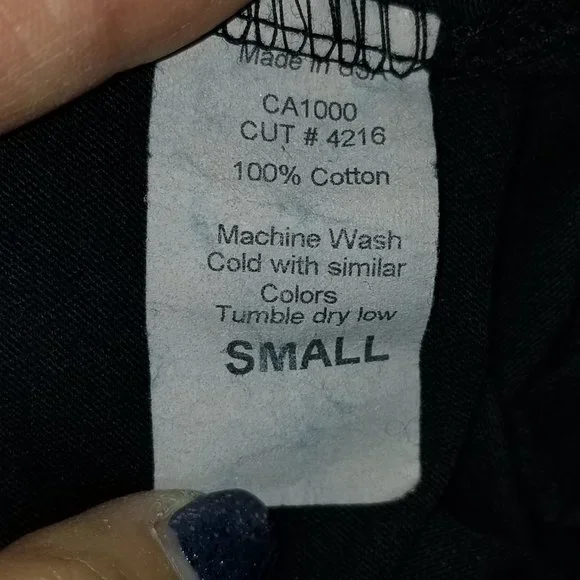 Made in USA
CA1000
CUT # 4216
100% Cotton
Machine Wash
Cold with similar
Colors
Tumble dry low
SMALL